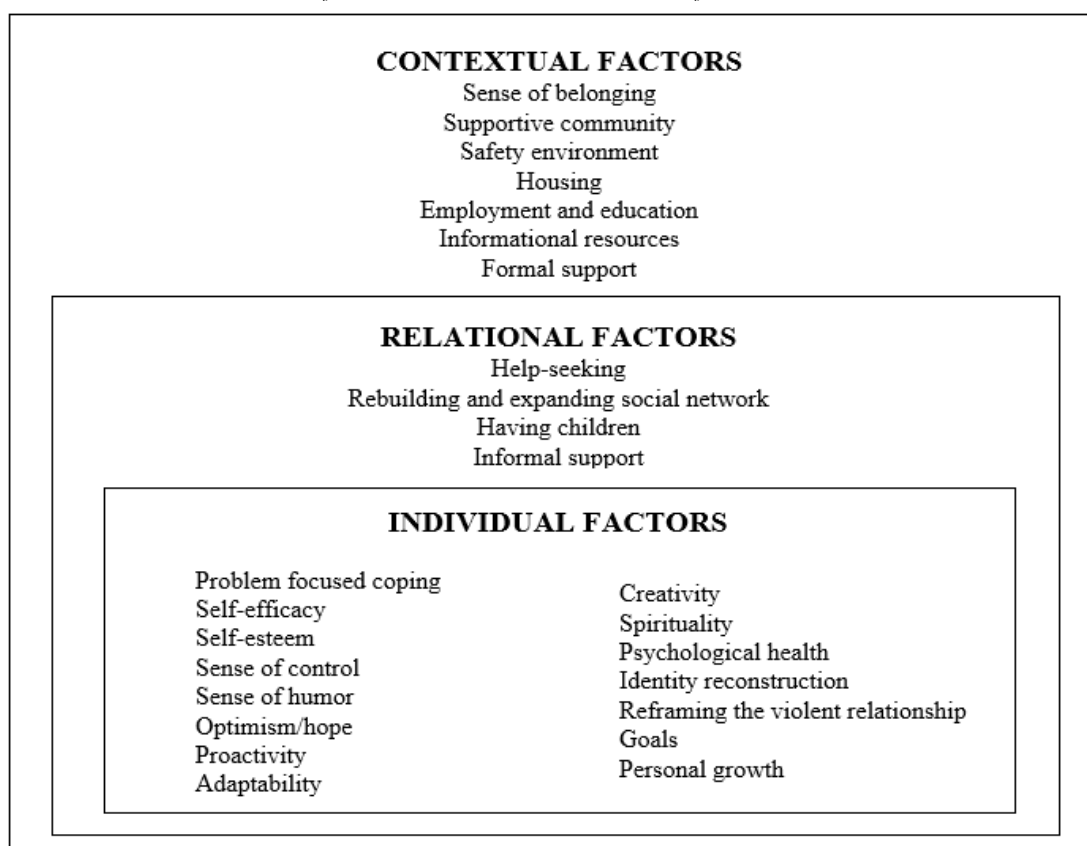 CONTEXTUAL FACTORS
Sense of belonging
Supportive community
Safety environment
Housing
Employment and education
Informational resources
Formal support
RELATIONAL FACTORS
Help-seeking
Rebuilding and expanding social network
Having children
Informal support
INDIVIDUAL FACTORS
Problem focused coping
Self-efficacy
Self-esteem
Sense of control
Sense of humor
Optimism/hope
Proactivity
Adaptability
Creativity
Spirituality
Psychological health
Identity reconstruction
Reframing the violent relationship
Goals
Personal growth